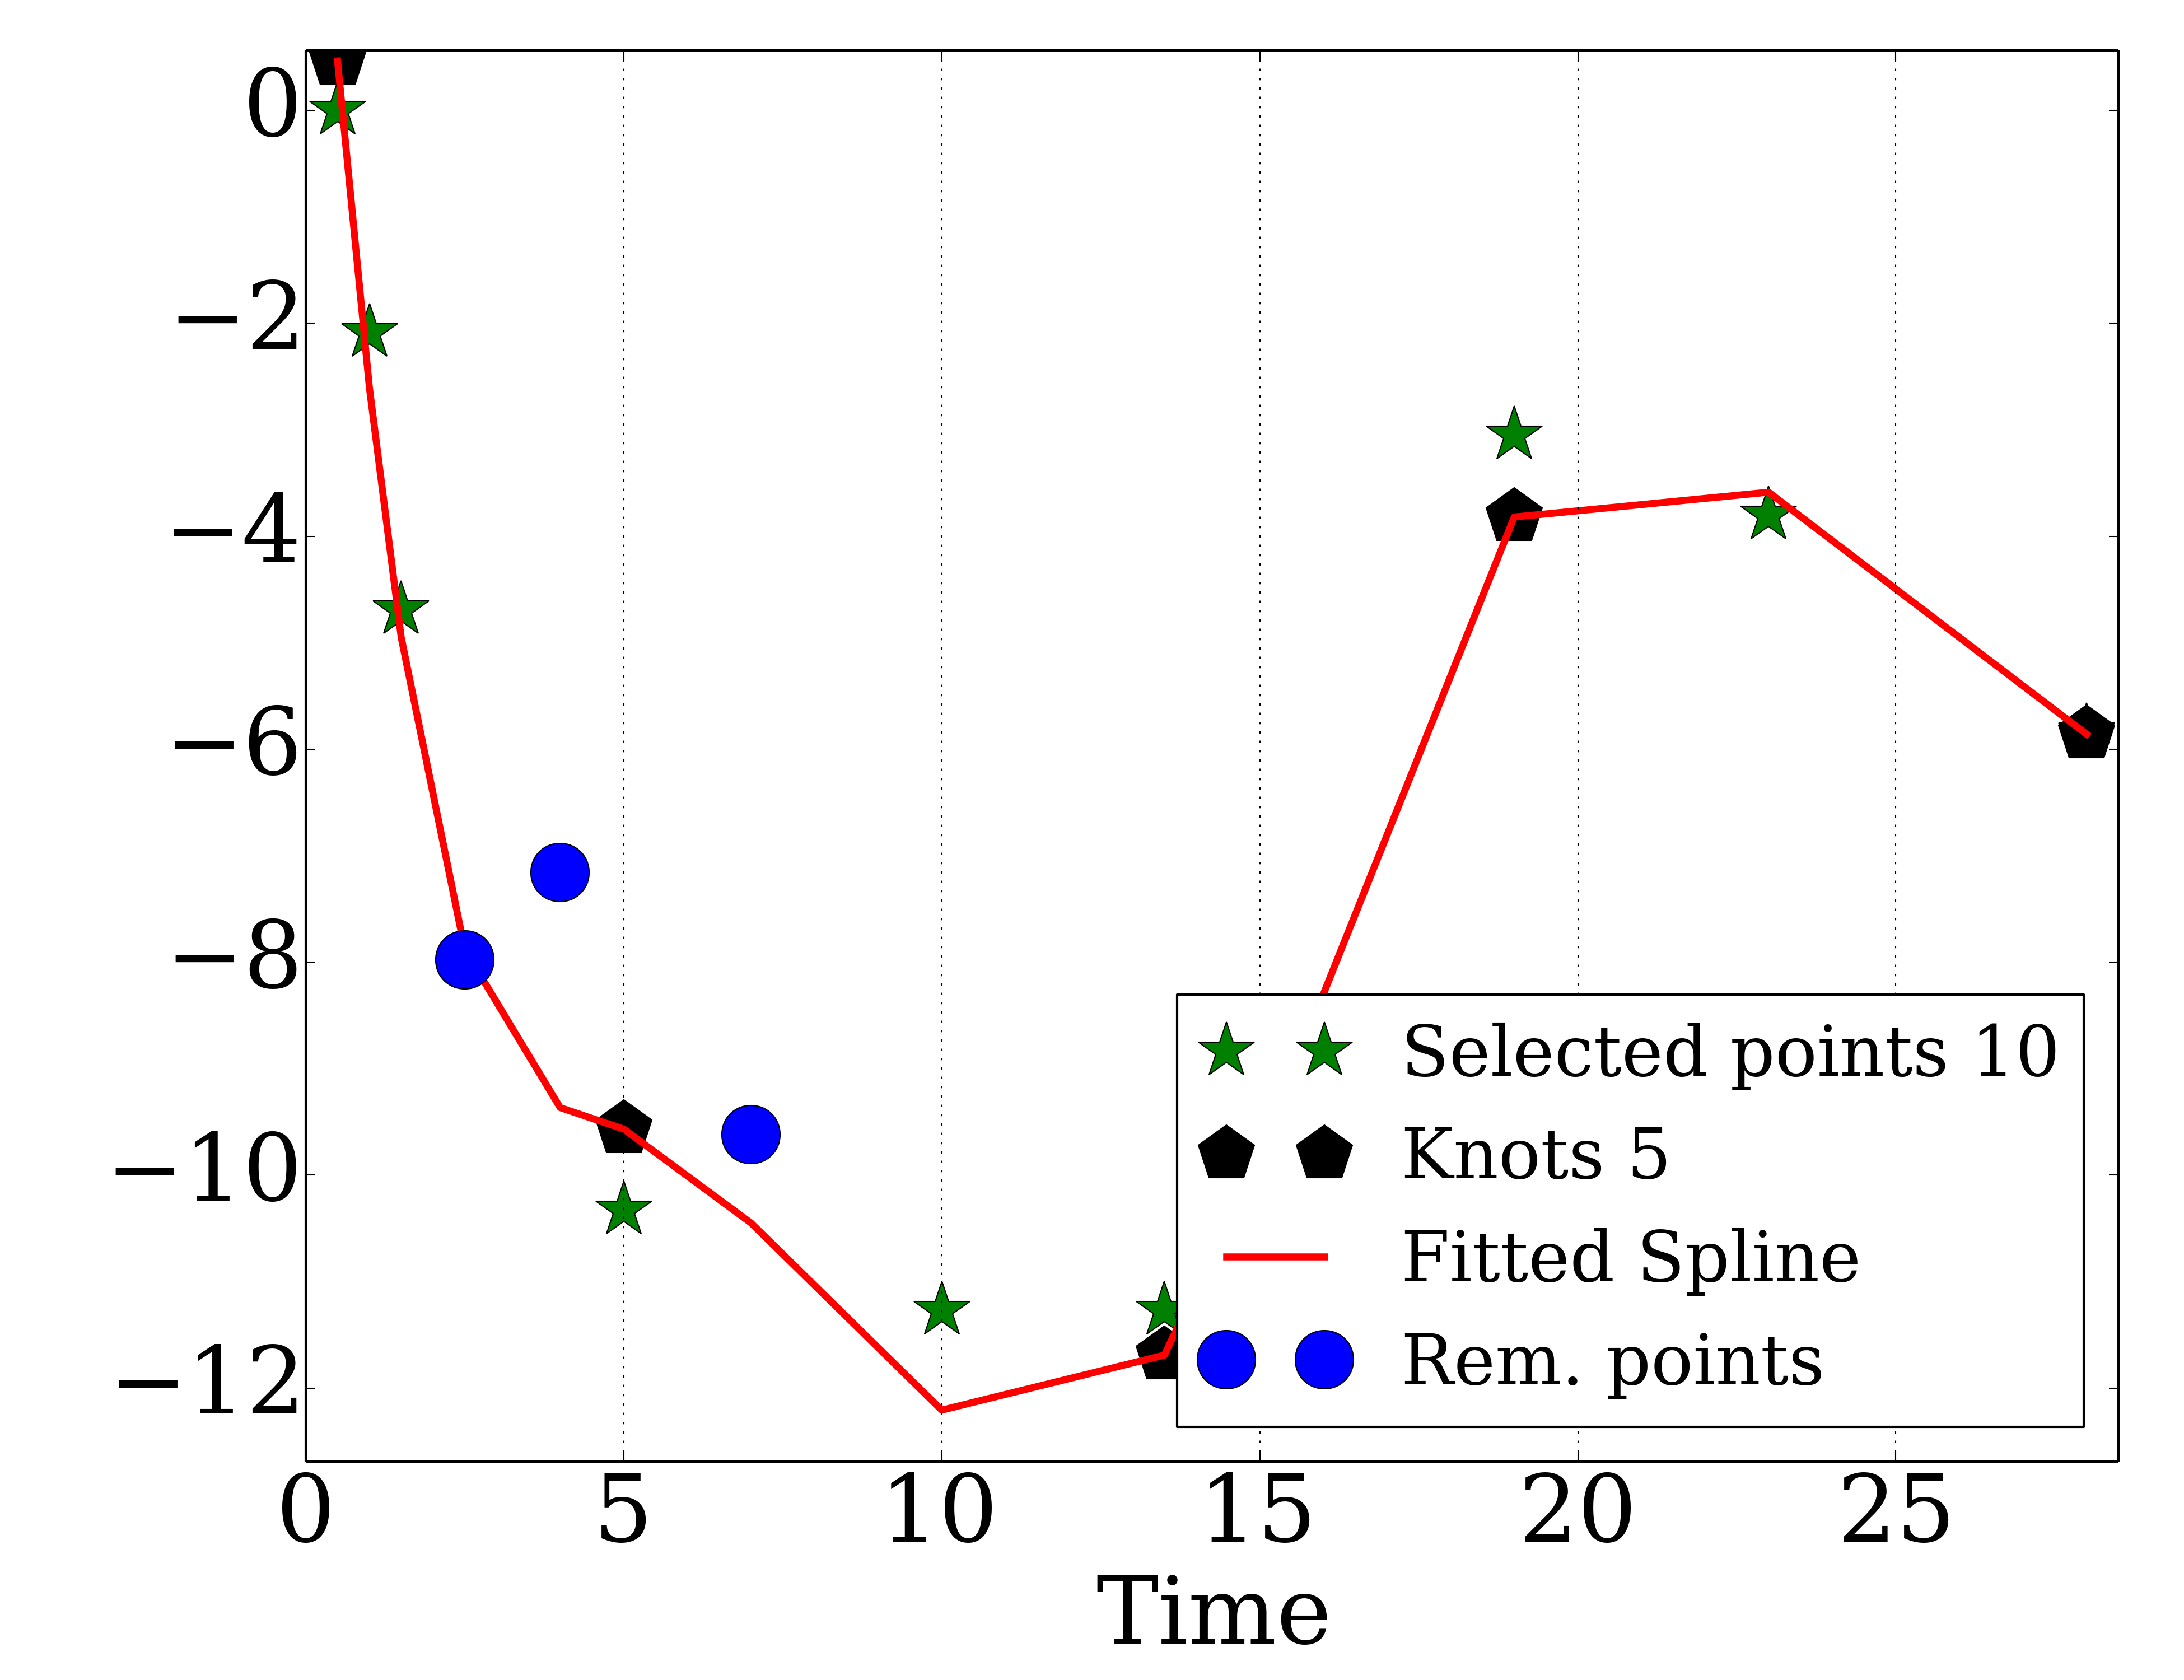 0
−2
−4
−6
−8
−10
−12
Selected points 10
Knots 5
Fitted Spline
Rem. points
0 5 10 15 20 25
Time